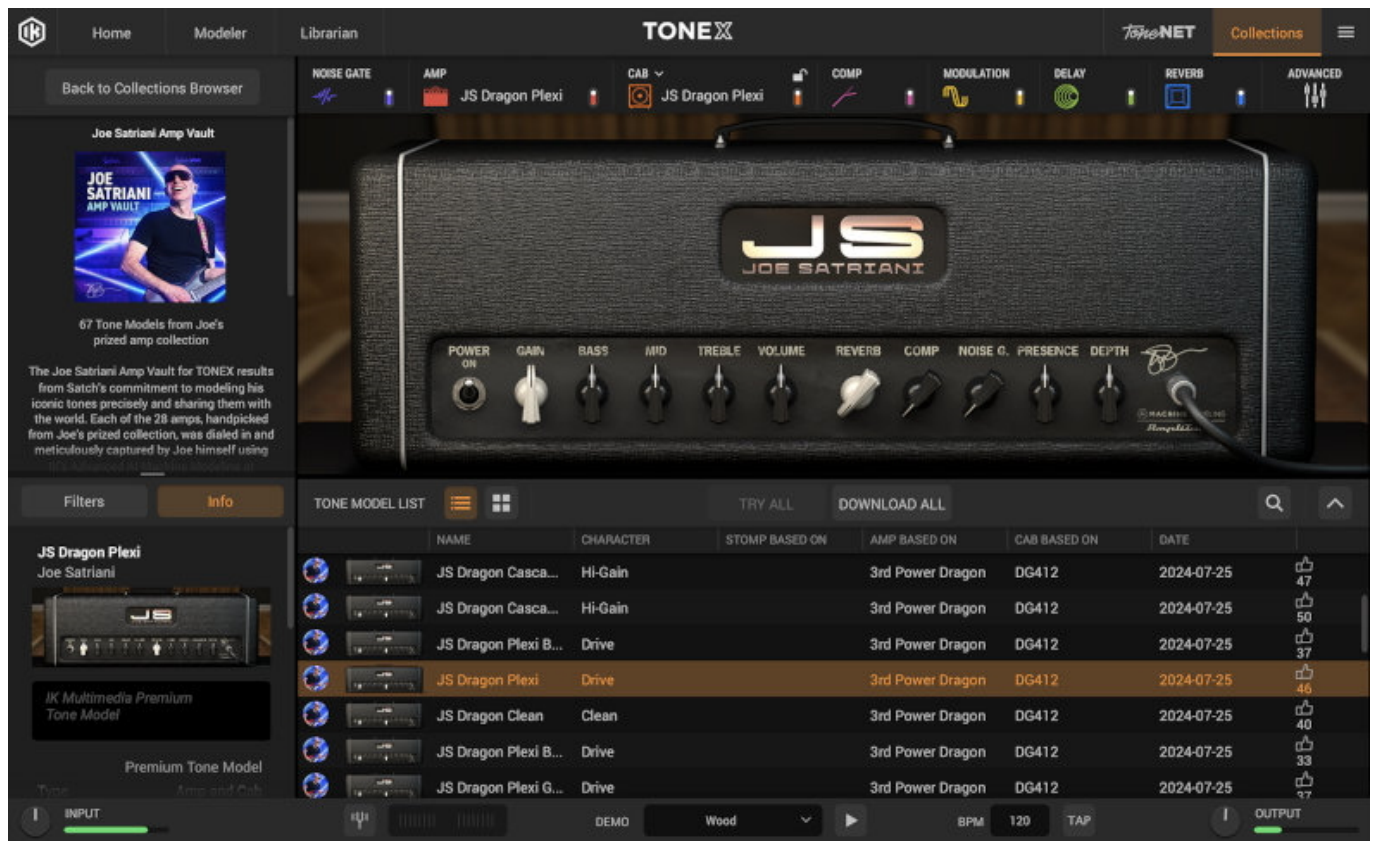 Home
Modeler
Librarian
TONEX
ToneNET
Collections
Back to Collections Browser
NOISE GATE
AMP
JS Dragon Plexi
CAB
JS Dragon Plexi
COMP
MODULATION
DELAY
REVERB
ADVANCED
Joe Satriani Amp Vault
JOE
SATRIANI
AMP VAULT
67 Tone Models from Joe's
prized amp collection
The Joe Satriani Amp Vault for TONEX results
from Satch's commitment to modeling his
iconic tones precisely and sharing them with
the world. Each of the 28 amps, handpicked
from Joe's prized collection, was dialed in and
meticulously captured by Joe himself using
JS
JOE SATRIANI
POWER
ON
GAIN
BASS
MID
TREBLE
VOLUME
REVERB
COMP
NOISE G.
PRESENCE
DEPTH
Filters
Info
TONE MODEL LIST
TRY ALL
DOWNLOAD ALL
NAME CHARACTER STOMP BASED ON AMP BASED ON CAB BASED ON DATE
JS Dragon Casca... Hi-Gain 3rd Power Dragon DG412 2024-07-25 47
JS Dragon Casca... Hi-Gain 3rd Power Dragon DG412 2024-07-25 50
JS Dragon Plexi B... Drive 3rd Power Dragon DG412 2024-07-25 37
JS Dragon Plexi Drive 3rd Power Dragon DG412 2024-07-25 46
JS Dragon Clean Clean 3rd Power Dragon DG412 2024-07-25 40
JS Dragon Plexi B... Drive 3rd Power Dragon DG412 2024-07-25 33
JS Dragon Plexi G... Drive 3rd Power Dragon DG412 2024-07-25 37
JS Dragon Plexi
Joe Satriani
JS
IK Multimedia Premium
Tone Model
Premium Tone Model
Type Amp and Cab
INPUT
DEMO
Wood
BPM
120
TAP
OUTPUT